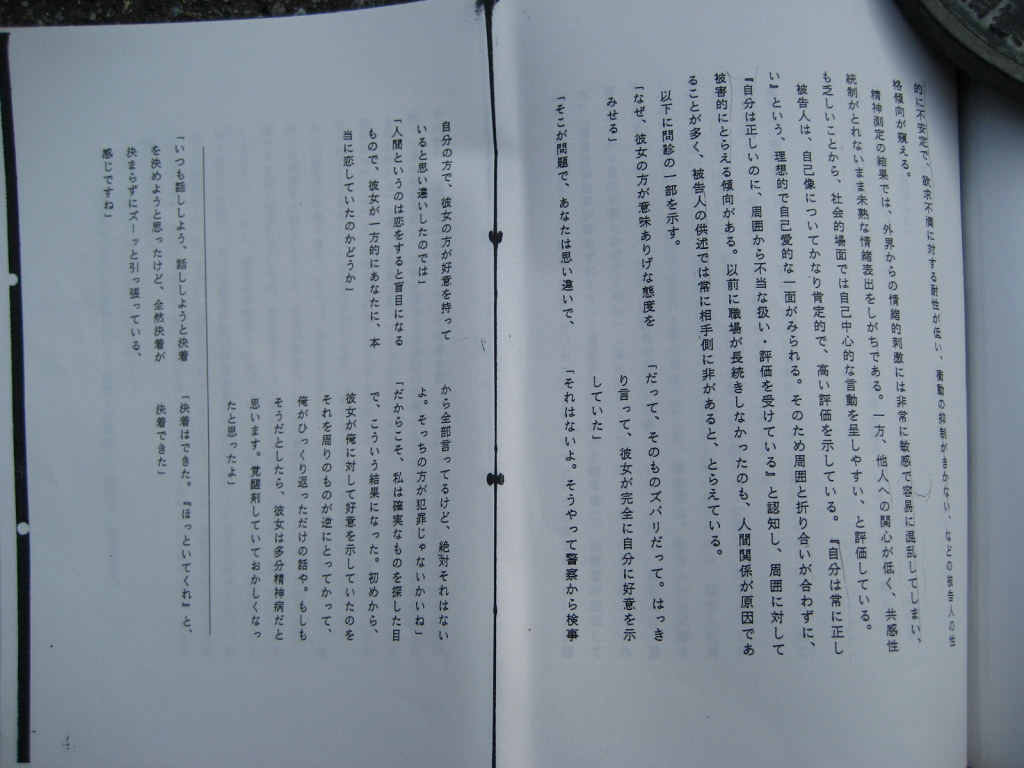 的に不安定で、欲求不満に対する耐性が低い、衝動の抑制がきかない、などの被告人の性
格傾向が窺える。
精神測定の結果では、外界からの情緒的刺激には非常に敏感で容易に混乱してしまい、
統制がとれないまま未熟な情緒表出をしがちである。一方、他人への関心が低く、共感性
も乏しいことから、社会的場面では自己中心的な言動を呈しやすい、と評価している。
被告人は、自己像についてかなり肯定的で、高い評価を示している。『自分は常に正し
い』という、理想的で自己愛的な一面がみられる。そのため周囲と折り合いが合わずに、
『自分は正しいのに、周囲から不当な扱い・評価を受けている』と認知し、周囲に対して
被害的にとらえる傾向がある。以前に職場が長続きしなかったのも、人間関係が原因であ
ることが多く、被告人の供述では常に相手側に非があると、とらえている。
以下に問診の一部を示す。
「なぜ、彼女の方が意味ありげな態度を
みせる」
「だって、そのものズバリだって。はっき
り言って、彼女が完全に自分に好意を示
していた」
「そこが問題で、あなたは思い違いで、
「それはないよ。そうやって警察から検事
自分の方で、彼女の方が好意を持って
いると思い違いしたのでは」
から全部言ってるけど、絶対それはない
よ。そっちの方が犯罪じゃないかいね」
「人間というのは恋をすると盲目になる
もので、彼女が一方的にあなたに、本
当に恋していたのかどうか」
「だからこそ、私は確実なものを探した目
で、こういう結果になった。初めから、
彼女が俺に対して好意を示していたのを
それを周りのものが逆にとってかって、
俺がひっくり返っただけの話や。もしも
そうだとしたら、彼女は多分精神病だと
思います。覚醒剤していておかしくなっ
たと思ったよ」
「いつも話ししよう、話ししようと決着
を決めようと思ったけど、全然決着が
決まらずにズーッと引っ張っている、
感じですね」
「決着はできた。『ほっといてくれ』と、
決着できた」